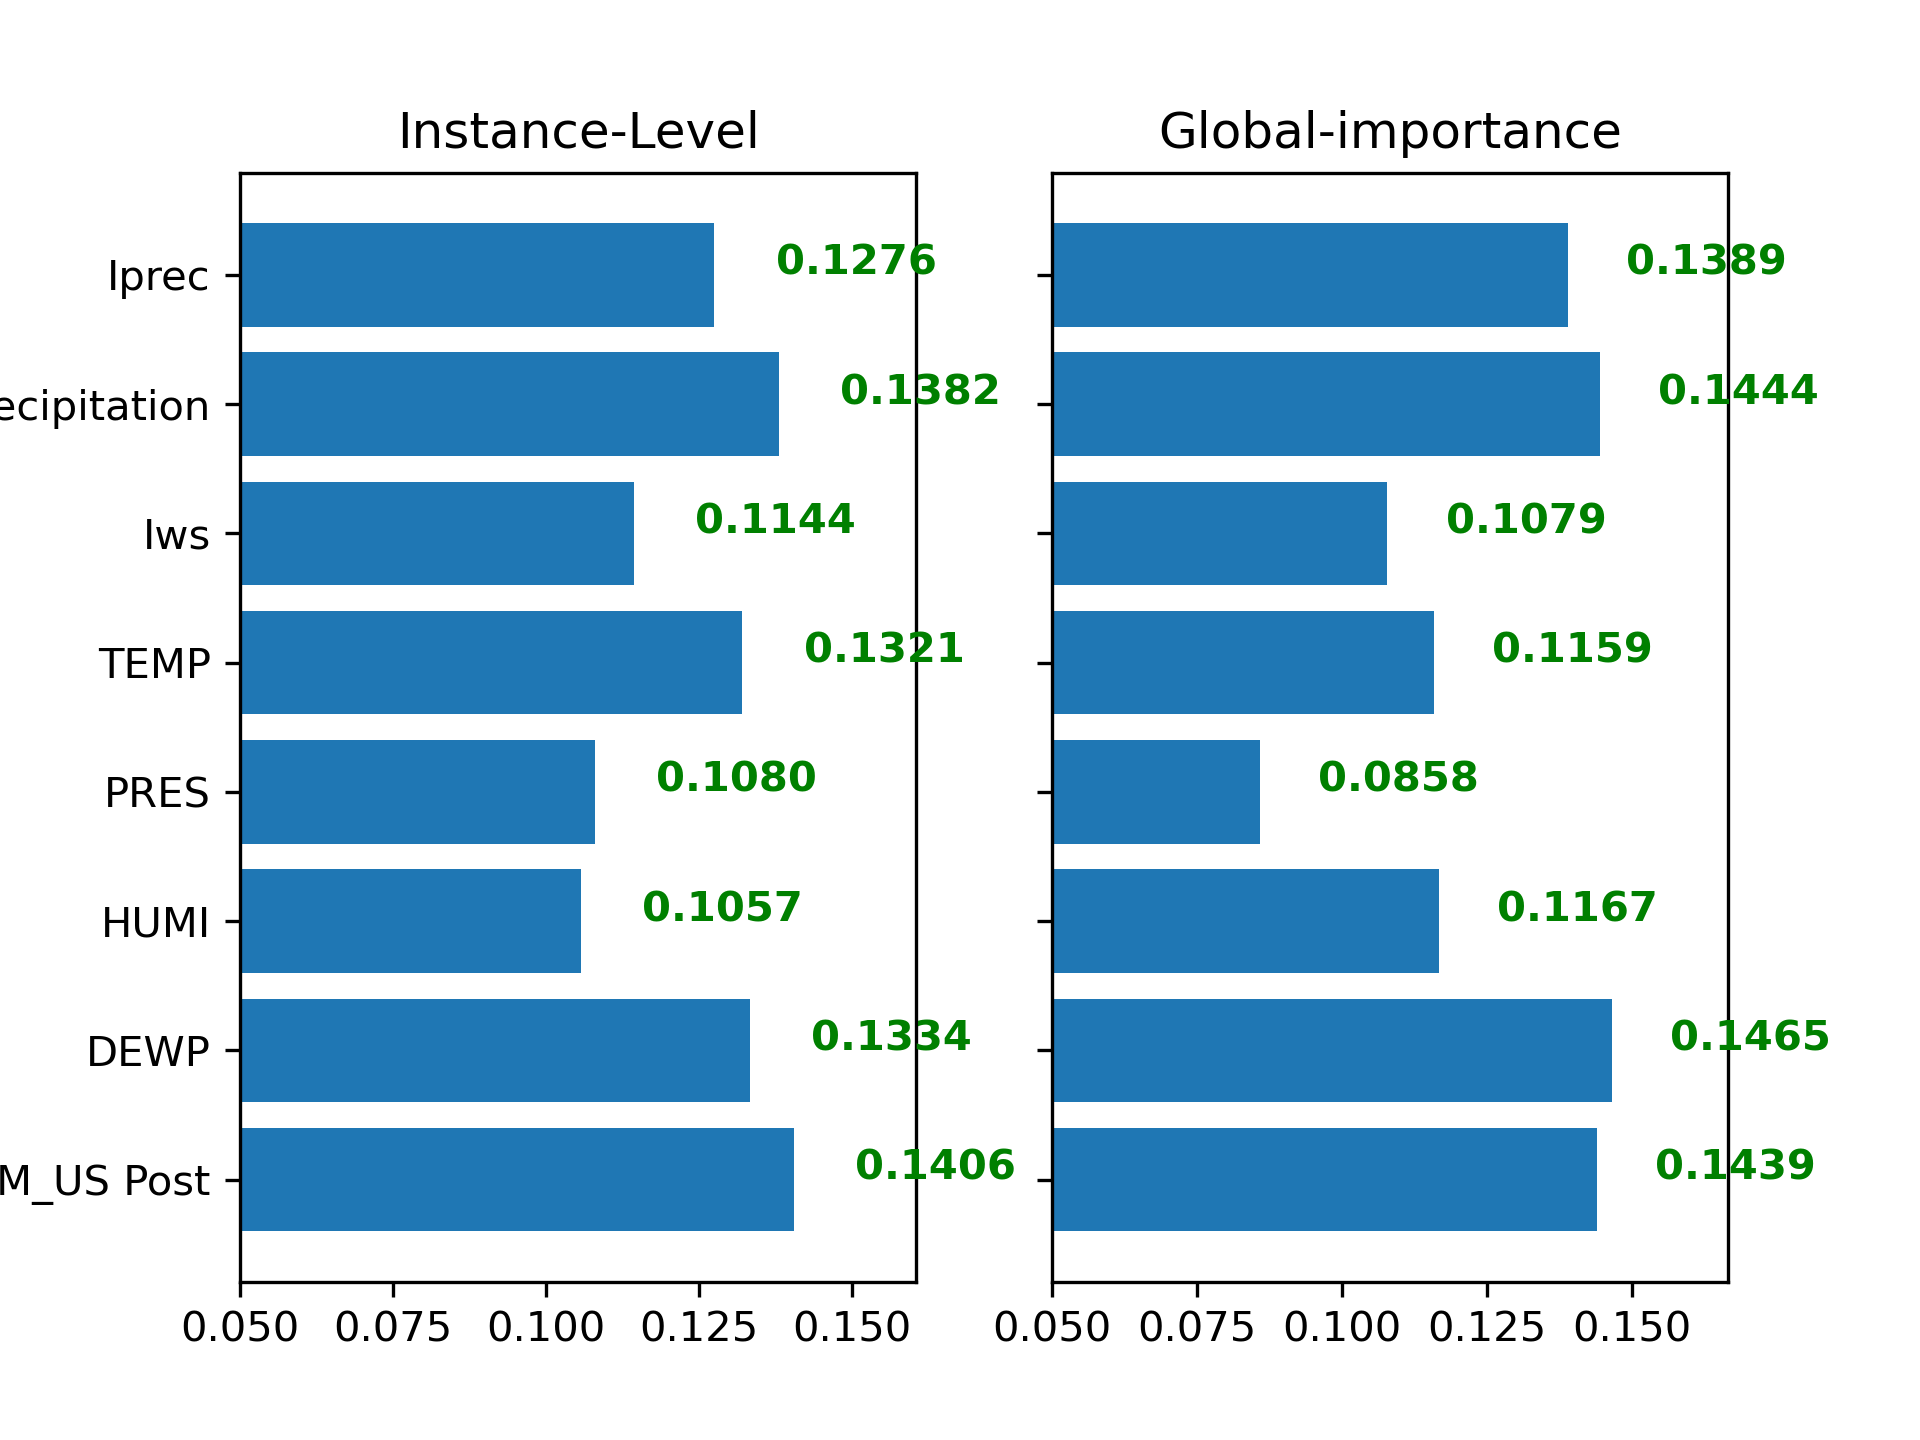 Instance-Level Global-importance
Iprec 0.1276 0.1389
ecipitation 0.1382 0.1444
Iws 0.1144 0.1079
TEMP 0.1321 0.1159
PRES 0.1080 0.0858
HUMI 0.1057 0.1167
DEWP 0.1334 0.1465
M_US Post 0.1406 0.1439
0.050 0.075 0.100 0.125 0.150 0.050 0.075 0.100 0.125 0.150